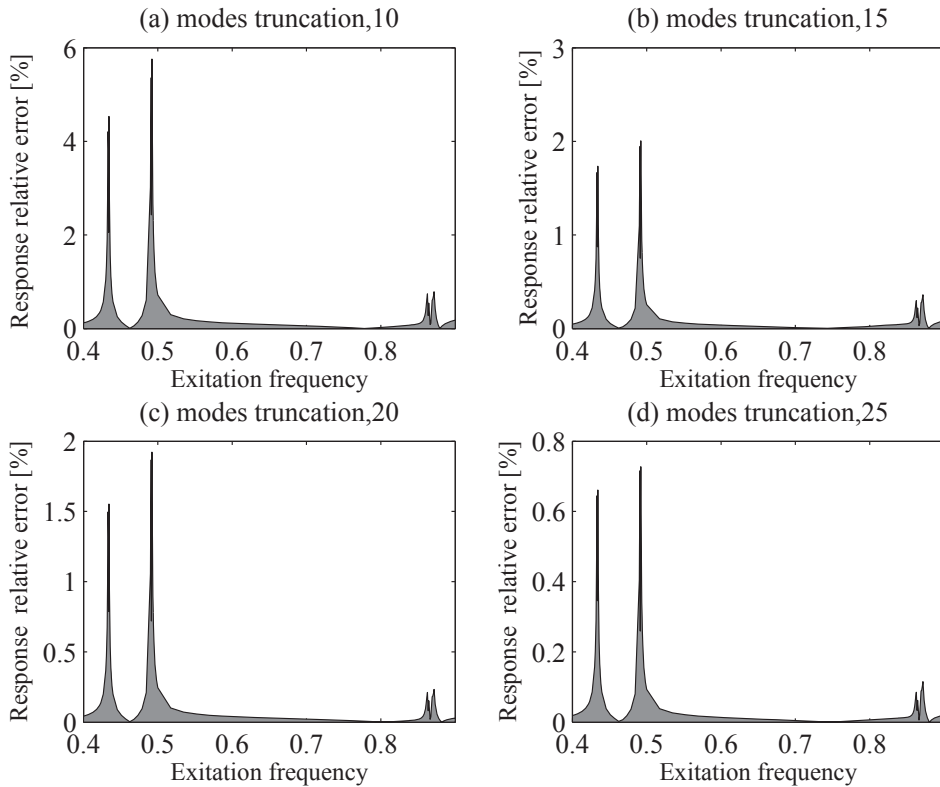 (a) modes truncation,10
Response relative error [%]
6
4
2
0
0.4 0.5 0.6 0.7 0.8
Exitation frequency
(b) modes truncation,15
Response relative error [%]
3
2
1
0
0.4 0.5 0.6 0.7 0.8
Exitation frequency
(c) modes truncation,20
Response relative error [%]
2
1.5
1
0.5
0
0.4 0.5 0.6 0.7 0.8
Exitation frequency
(d) modes truncation,25
Response relative error [%]
0.8
0.6
0.4
0.2
0
0.4 0.5 0.6 0.7 0.8
Exitation frequency